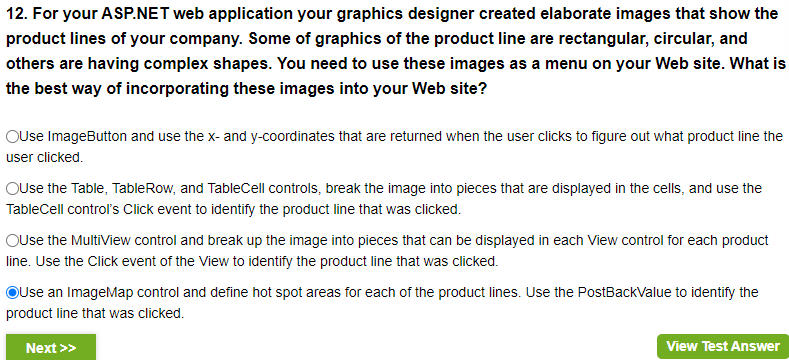 12. For your ASP.NET web application your graphics designer created elaborate images that show the
product lines of your company. Some of graphics of the product line are rectangular, circular, and
others are having complex shapes. You need to use these images as a menu on your Web site. What is
the best way of incorporating these images into your Web site?
Use ImageButton and use the x- and y-coordinates that are returned when the user clicks to figure out what product line the
user clicked.
Use the Table, TableRow, and TableCell controls, break the image into pieces that are displayed in the cells, and use the
TableCell control's Click event to identify the product line that was clicked.
Use the MultiView control and break up the image into pieces that can be displayed in each View control for each product
line. Use the Click event of the View to identify the product line that was clicked.
Use an ImageMap control and define hot spot areas for each of the product lines. Use the PostBackValue to identify the
product line that was clicked.
Next >>
View Test Answer